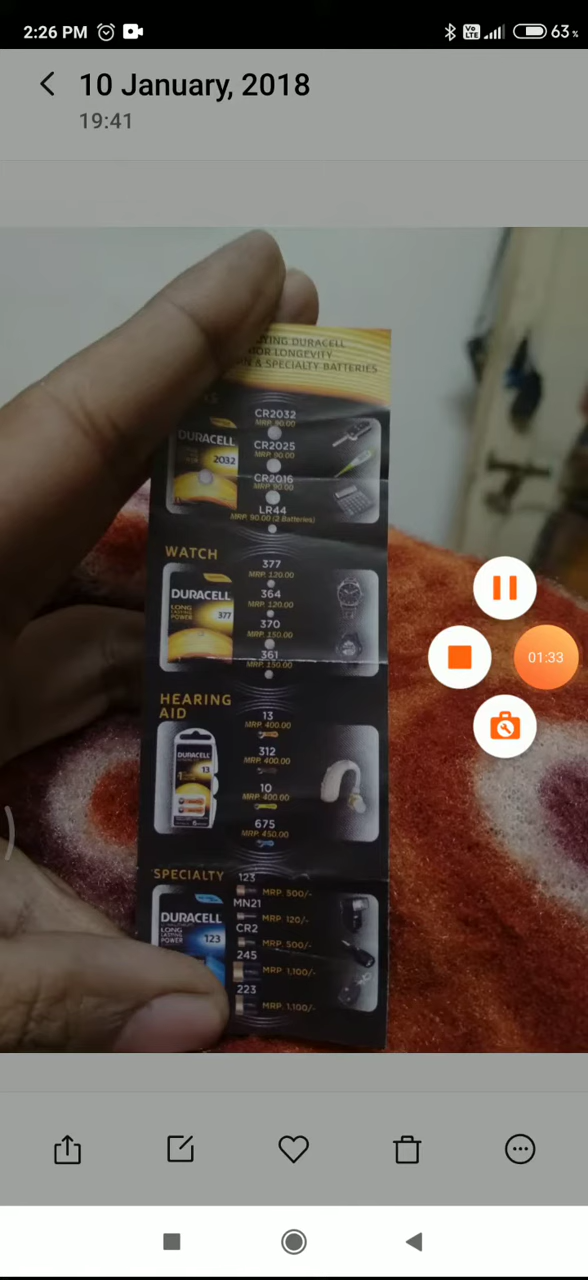 2:26 PM
Vo LTE
63%
10 January, 2018
19:41
YING DURACELL
OR LONGEVITY
N & SPECIALTY BATTERIES
DURACELL
2032
CR2032
MRP. 90.00
CR2025
MRP. 90.00
CR2016
MRP. 90.00
LR44
MRP. 90.00 (2 Batteries)
WATCH
DURACELL
LONG
LASTING
POWER
377
377
MRP. 120.00
364
MRP. 120.00
370
MRP. 150.00
361
MRP. 150.00
HEARING
AID
DURACELL
13
6
13
MRP. 400.00
312
MRP. 400.00
10
MRP. 400.00
675
MRP. 450.00
SPECIALTY
DURACELL
LONG
LASTING
POWER
123
123
MRP. 500/-
MN21
MRP. 120/-
CR2
MRP. 500/-
245
MRP. 1,100/-
223
MRP. 1,100/-
01:33